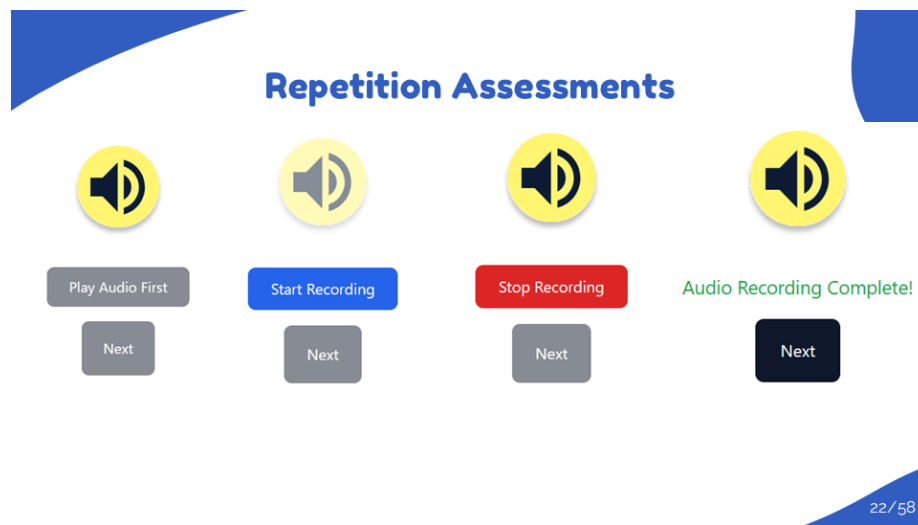 Repetition Assessments
Play Audio First
Start Recording
Stop Recording
Audio Recording Complete!
Next
Next
Next
Next
22/58